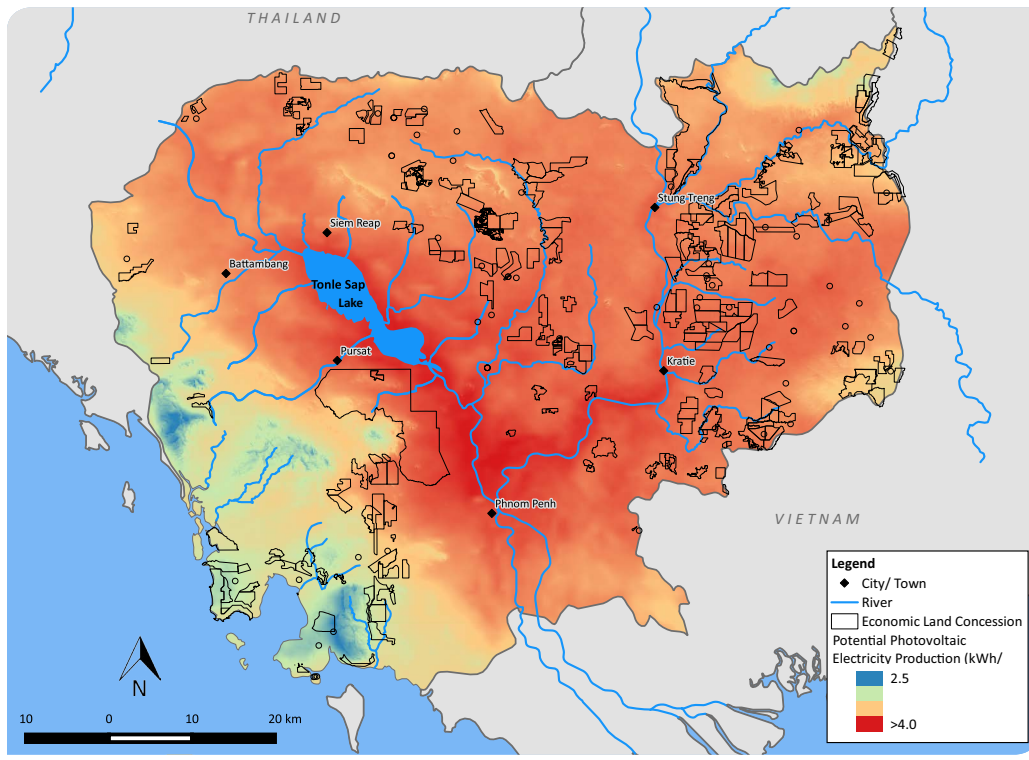 THAILAND
Stung Treng
Siem Reap
Battambang
Tonle Sap
Lake
Pursat
Kratie
Phnom Penh
VIETNAM
Legend
City/ Town
River
Economic Land Concession
Potential Photovoltaic
Electricity Production (kWh/
2.5
>4.0
N
10 0 10 20 km